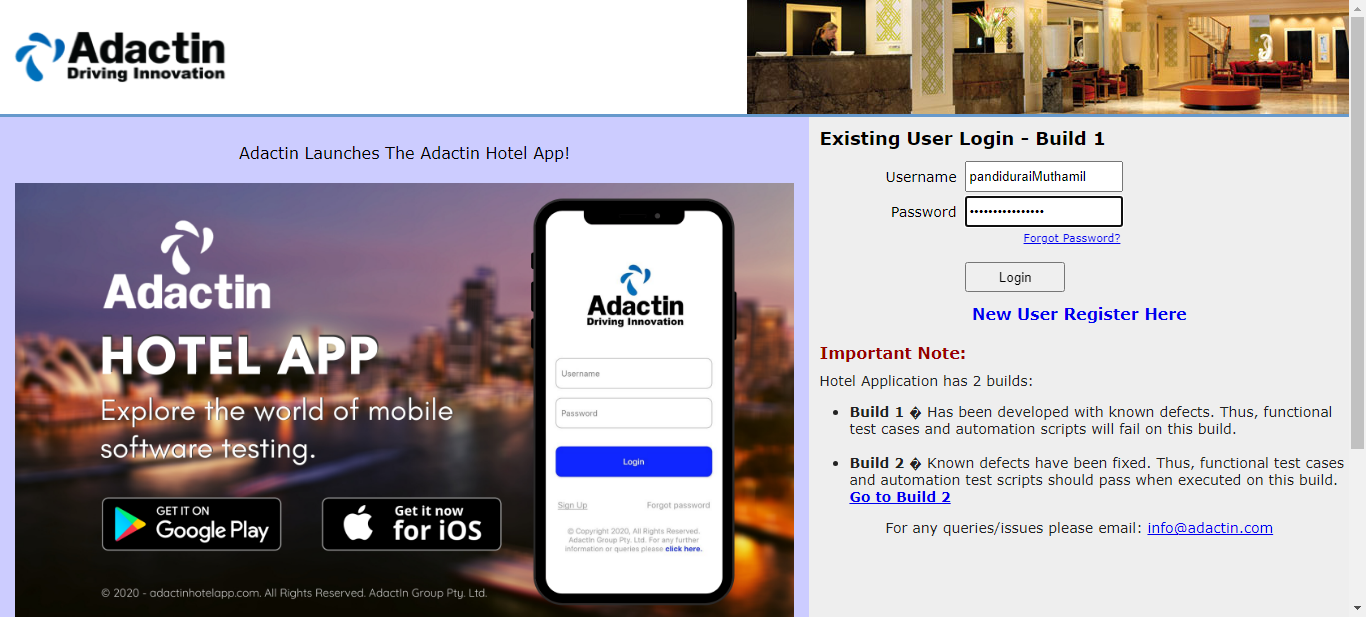 Adactin
Driving Innovation
Adactin Launches The Adactin Hotel App!
Adactin
HOTEL APP
Explore the world of mobile
software testing.
GET IT ON
Google Play
Get it now
for iOS
© 2020 - adactinhotelapp.com. All Rights Reserved. AdactIn Group Pty. Ltd.
Adactin
Driving Innovation
Username
Password
Login
Sign Up Forgot password
© Copyright 2020, All Rights Reserved.
AdactIn Group Pty. Ltd. For any further
information or queries please click here.
Existing User Login - Build 1
Username pandiduraiMuthamil
Password ••••••••••••••••
Forgot Password?
Login
New User Register Here
Important Note:
Hotel Application has 2 builds:
• Build 1 � Has been developed with known defects. Thus, functional
test cases and automation scripts will fail on this build.
• Build 2 � Known defects have been fixed. Thus, functional test cases
and automation test scripts should pass when executed on this build.
Go to Build 2
For any queries/issues please email: info@adactin.com